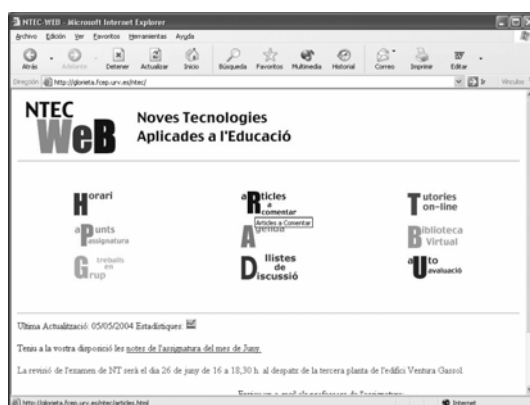 NTEC-WEB - Microsoft Internet Explorer
Archivo Edición Ver Favoritos Herramientas Ayuda
Atrás Adelante Detener Actualizar Inicio Búsqueda Favoritos Multimedia Historial Correo Imprimir Editar
Dirección http://glorieta.fcep.urv.es/ntec/ Ir Vínculos
NTEC WeB
Noves Tecnologies
Aplicades a l'Educació
Horari
aRticles a comentar
Tutories on-line
Articles a Comentar
aPunts assignatura
Agenda
Biblioteca Virtual
treballs en Grup
Llistes de Discussió
aUto avaluació
Ultima Actualització: 05/05/2004 Estadístiques:
Teniu a la vostra disposició les notes de l'assignatura del mes de Juny.
La revisió de l'examen de NT serà el dia 26 de juny de 16 a 18,30 h. al despatx de la tercera planta de l'edifici Ventura Gassol
http://glorieta.fcep.urv.es/ntec/articles.html Internet